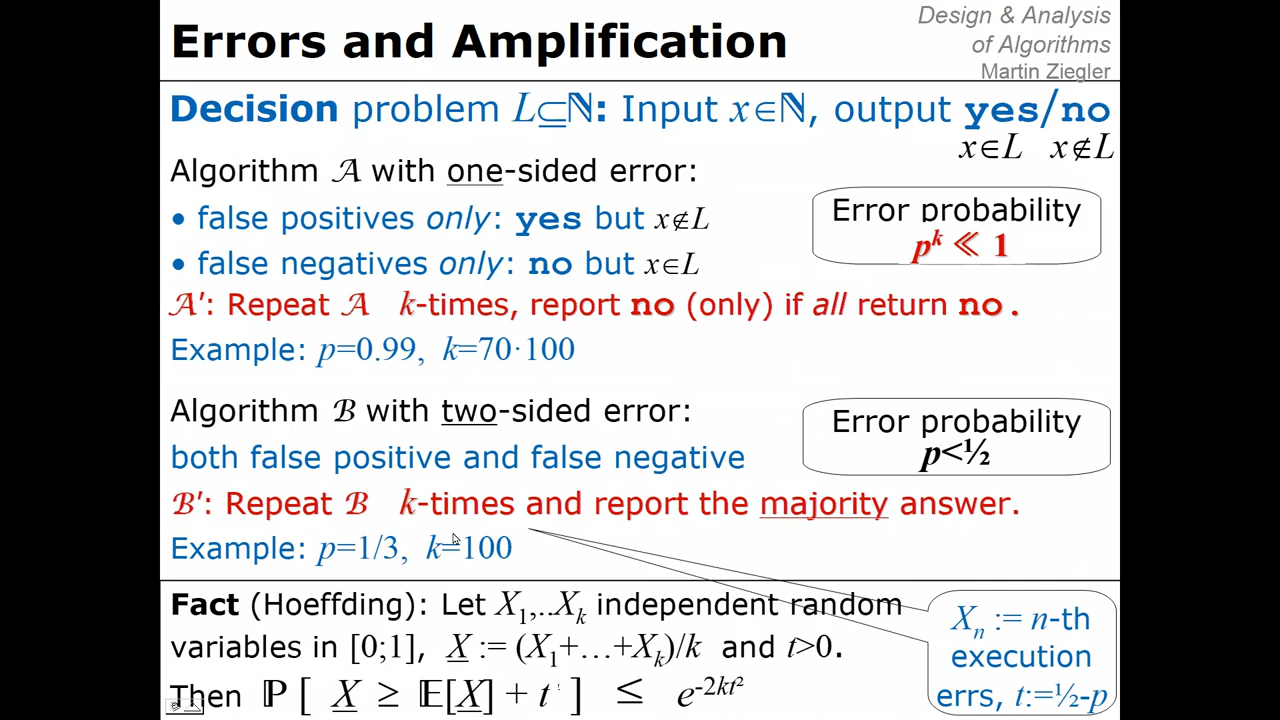 Errors and Amplification
Design & Analysis
of Algorithms
Martin Ziegler
Decision problem L⊆ℕ: Input x∈ℕ, output yes/no
x∈L x∉L
Algorithm 𝒜 with one-sided error:
• false positives only: yes but x∉L
• false negatives only: no but x∈L
Error probability
pᵏ ≪ 1
𝒜′: Repeat 𝒜 k-times, report no (only) if all return no.
Example: p=0.99, k=70·100
Algorithm ℬ with two-sided error:
both false positive and false negative
Error probability
p<½
ℬ′: Repeat ℬ k-times and report the majority answer.
Example: p=1/3, k=100
Fact (Hoeffding): Let X₁,..Xₖ independent random
variables in [0;1], X := (X₁+…+Xₖ)/k and t>0.
Then ℙ [ X ≥ 𝔼[X] + t ] ≤ e^-2kt²
Xₙ := n-th
execution
errs, t:=½-p